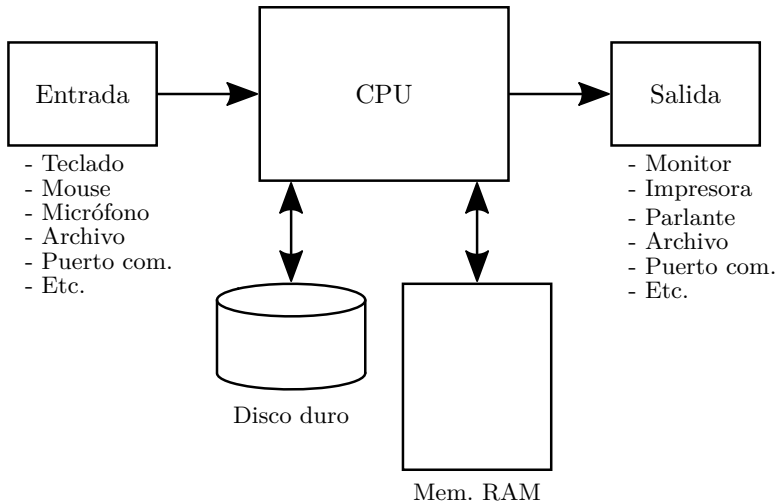 Entrada
- Teclado
- Mouse
- Micrófono
- Archivo
- Puerto com.
- Etc.
CPU
Salida
- Monitor
- Impresora
- Parlante
- Archivo
- Puerto com.
- Etc.
Disco duro
Mem. RAM